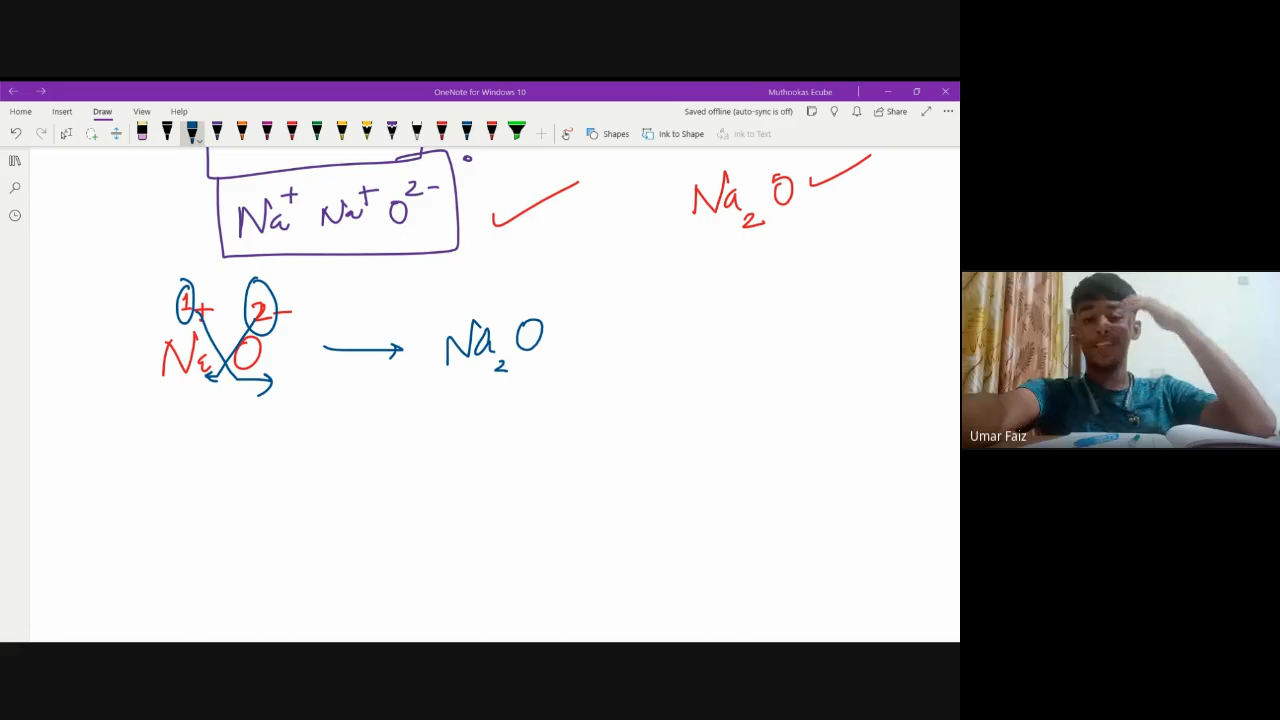 OneNote for Windows 10
Muthookas Ecube
Home Insert Draw View Help
Saved offline (auto-sync is off)
Share
Shapes
Ink to Shape
Ink to Text
Na⁺ Na⁺ O²⁻
Na₂O
1+ 2-
Na O
Na₂O
Umar Faiz